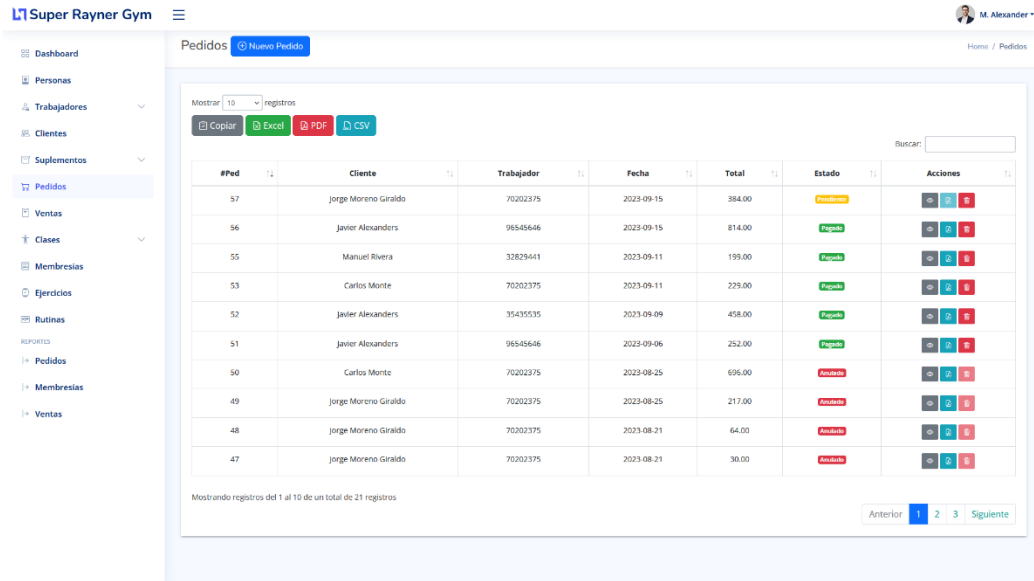 Super Rayner Gym
M. Alexander
Dashboard
Personas
Trabajadores
Clientes
Suplementos
Pedidos
Ventas
Clases
Membresias
Ejercicios
Rutinas
REPORTES
Pedidos
Membresias
Ventas
Pedidos Nuevo Pedido
Home / Pedidos
Mostrar 10 registros
Copiar Excel PDF CSV
Buscar:
#Ped Cliente Trabajador Fecha Total Estado Acciones
57 Jorge Moreno Giraldo 70202375 2023-09-15 384.00 Pendiente
56 Javier Alexanders 96545646 2023-09-15 814.00 Pagado
55 Manuel Rivera 32829441 2023-09-11 199.00 Pagado
53 Carlos Monte 70202375 2023-09-11 229.00 Pagado
52 Javier Alexanders 35435535 2023-09-09 458.00 Pagado
51 Javier Alexanders 96545646 2023-09-06 252.00 Pagado
50 Carlos Monte 70202375 2023-08-25 696.00 Anulado
49 Jorge Moreno Giraldo 70202375 2023-08-25 217.00 Anulado
48 Jorge Moreno Giraldo 70202375 2023-08-21 64.00 Anulado
47 Jorge Moreno Giraldo 70202375 2023-08-21 30.00 Anulado
Mostrando registros del 1 al 10 de un total de 21 registros
Anterior 1 2 3 Siguiente